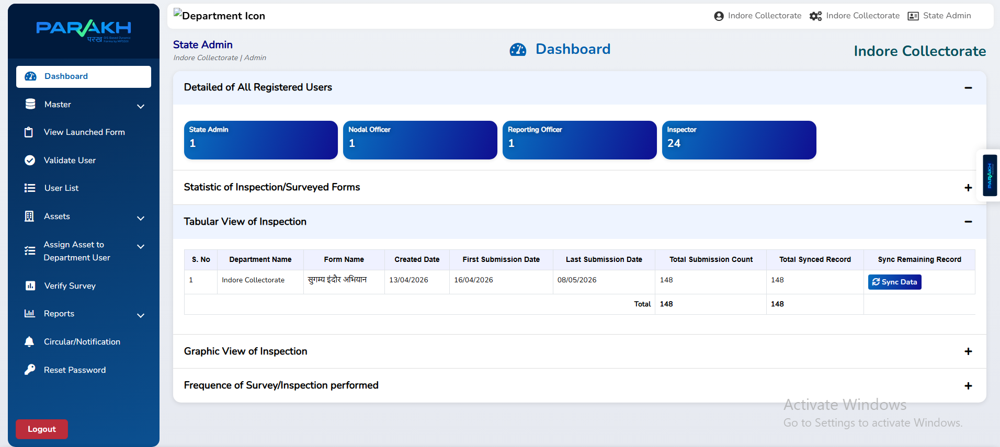 PARAKH
परख GIS Based Dynamic Forms by MPSSDI
Dashboard
Master
View Launched Form
Validate User
User List
Assets
Assign Asset to
Department User
Verify Survey
Reports
Circular/Notification
Reset Password
Logout
Department Icon
Indore Collectorate Indore Collectorate State Admin
State Admin
Indore Collectorate | Admin
Dashboard
Indore Collectorate
Detailed of All Registered Users
State Admin
1
Nodal Officer
1
Reporting Officer
1
Inspector
24
Statistic of Inspection/Surveyed Forms
Tabular View of Inspection
S. No Department Name Form Name Created Date First Submission Date Last Submission Date Total Submission Count Total Synced Record Sync Remaining Record
1 Indore Collectorate सुगम्य इंदौर अभियान 13/04/2026 16/04/2026 08/05/2026 148 148 Sync Data
Total 148 148
Graphic View of Inspection
Frequence of Survey/Inspection performed
PARAKH
Activate Windows
Go to Settings to activate Windows.